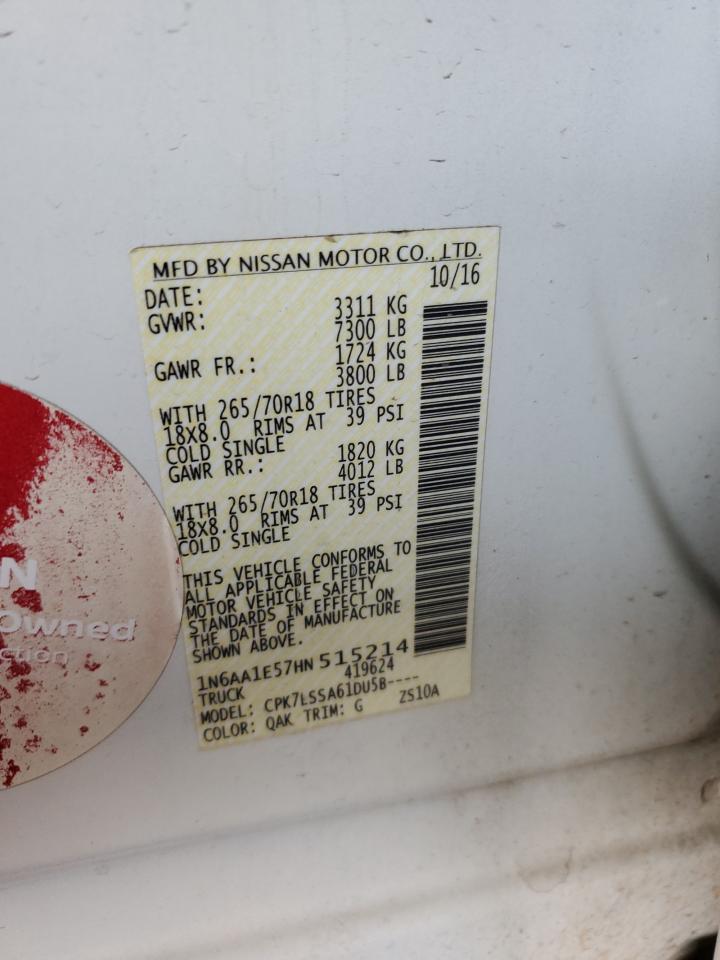 MFD BY NISSAN MOTOR CO., LTD.
DATE: 10/16
GVWR: 3311 KG
7300 LB
GAWR FR.: 1724 KG
3800 LB
WITH 265/70R18 TIRES
18X8.0 RIMS AT 39 PSI
COLD SINGLE
GAWR RR.: 1820 KG
4012 LB
WITH 265/70R18 TIRES
18X8.0 RIMS AT 39 PSI
COLD SINGLE
THIS VEHICLE CONFORMS TO
ALL APPLICABLE FEDERAL
MOTOR VEHICLE SAFETY
STANDARDS IN EFFECT ON
THE DATE OF MANUFACTURE
SHOWN ABOVE.
1N6AA1E57HN 515214
TRUCK 419624
MODEL: CPK7LSSA61DU5B----
COLOR: QAK TRIM: G ZS10A
N
Owned
ction